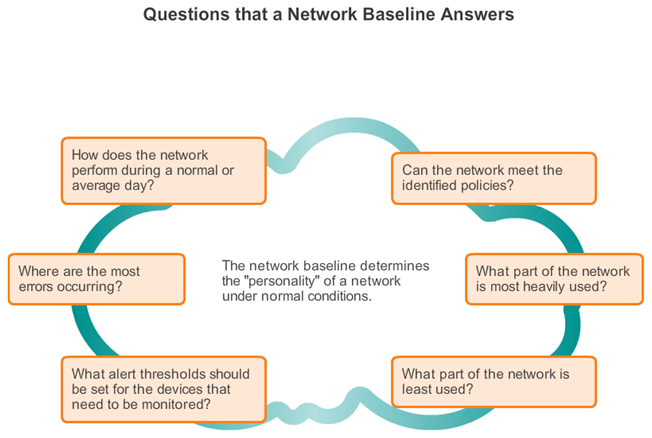 Questions that a Network Baseline Answers
How does the network
perform during a normal or
average day?
Can the network meet the
identified policies?
Where are the most
errors occurring?
The network baseline determines
the "personality" of a network
under normal conditions.
What part of the network
is most heavily used?
What alert thresholds should
be set for the devices that
need to be monitored?
What part of the network is
least used?